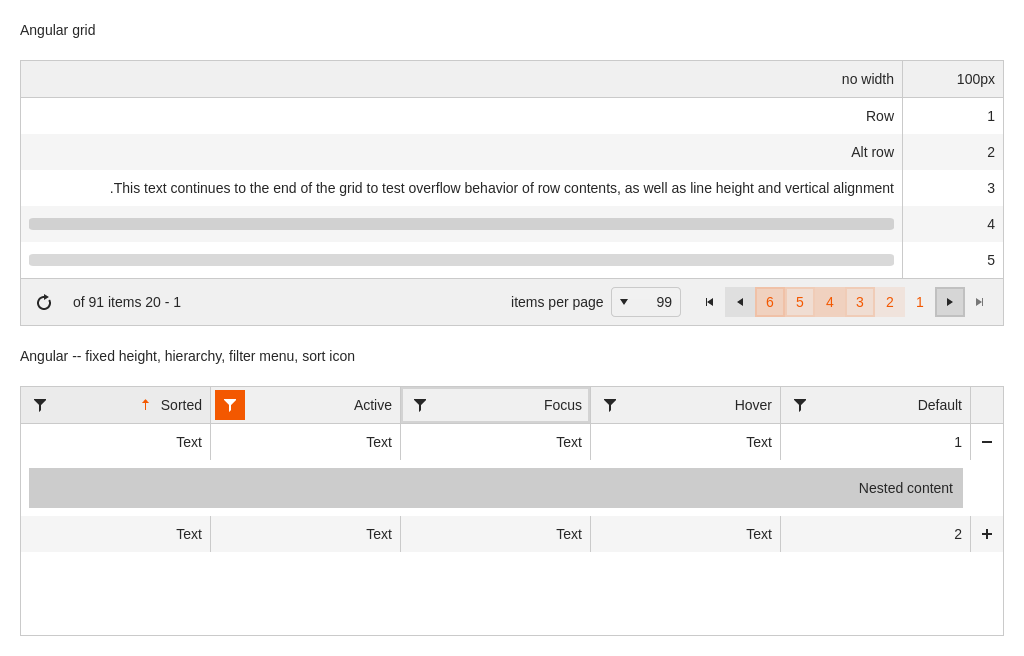 Angular grid
no width 100px
Row 1
Alt row 2
.This text continues to the end of the grid to test overflow behavior of row contents, as well as line height and vertical alignment 3
4
5
of 91 items 20 - 1 items per page 99 6 5 4 3 2 1
Angular -- fixed height, hierarchy, filter menu, sort icon
Sorted Active Focus Hover Default
Text Text Text Text 1
Nested content
Text Text Text Text 2